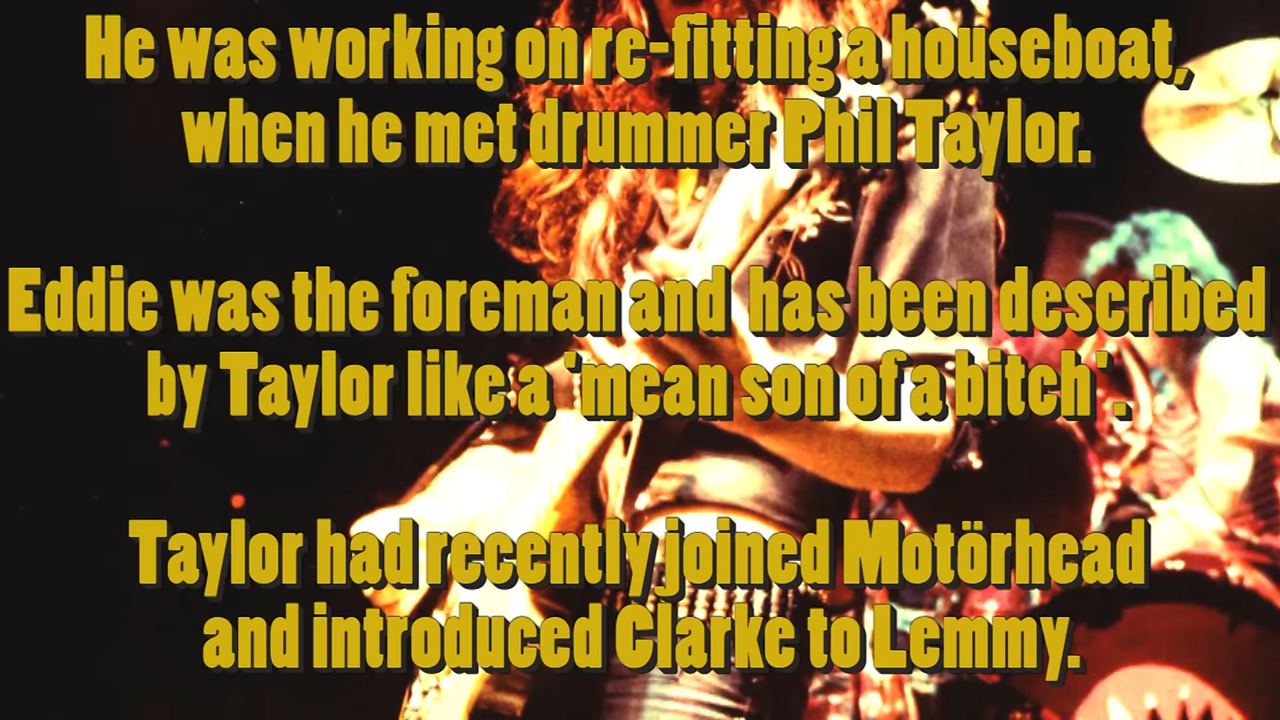 He was working on re-fitting a houseboat,
when he met drummer Phil Taylor.
Eddie was the foreman and has been described
by Taylor like a 'mean son of a bitch'.
Taylor had recently joined Motörhead
and introduced Clarke to Lemmy.